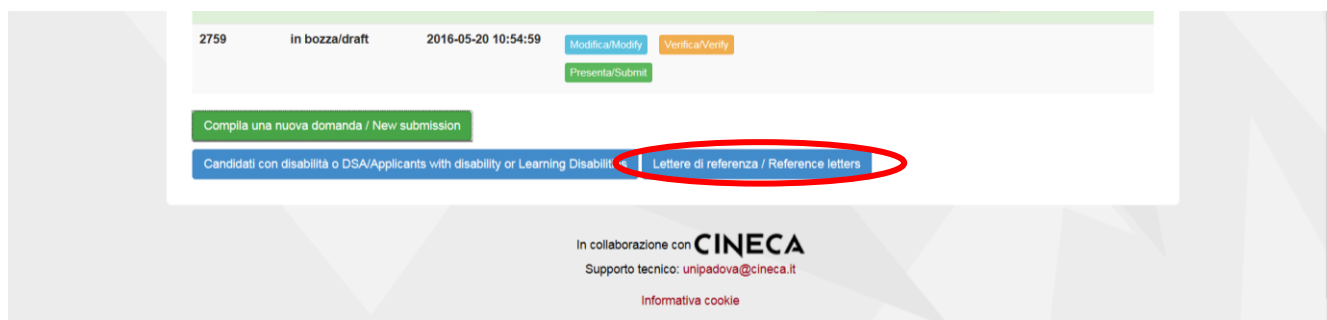 2759 in bozza/draft 2016-05-20 10:54:59 Modifica/Modify Verifica/Verify
Presenta/Submit
Compila una nuova domanda / New submission
Candidati con disabilità o DSA/Applicants with disability or Learning Disabilities Lettere di referenza / Reference letters
In collaborazione con CINECA
Supporto tecnico: unipadova@cineca.it
Informativa cookie